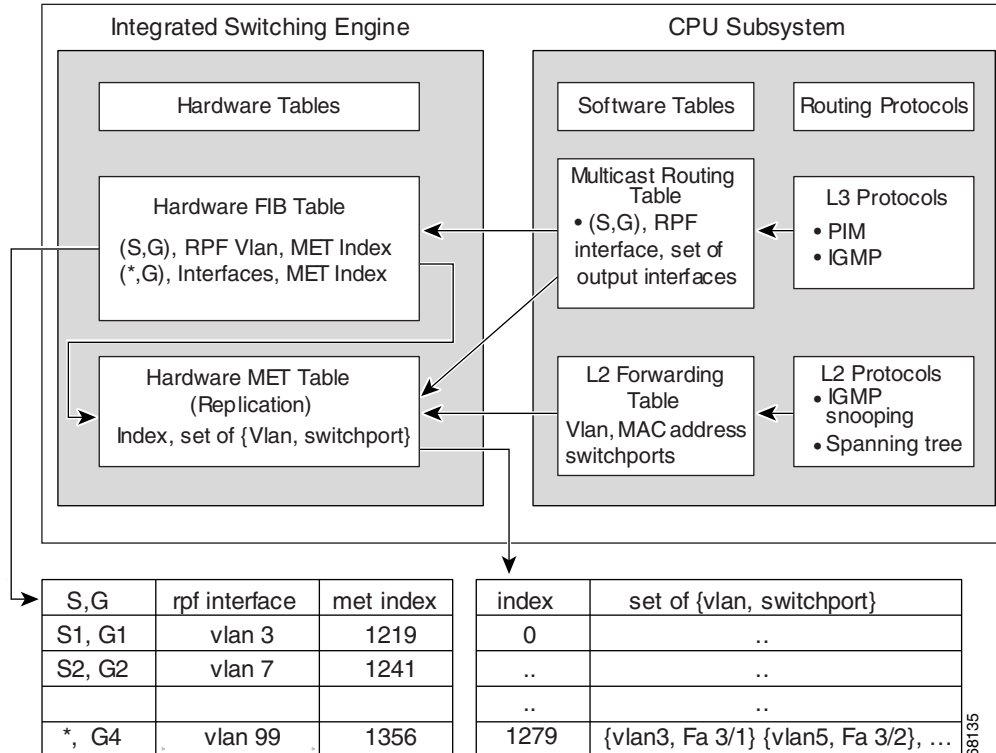 Integrated Switching Engine
CPU Subsystem
Hardware Tables
Software Tables
Routing Protocols
Hardware FIB Table
(S,G), RPF Vlan, MET Index
(*,G), Interfaces, MET Index
Multicast Routing
Table
• (S,G), RPF
interface, set of
output interfaces
L3 Protocols
• PIM
• IGMP
Hardware MET Table
(Replication)
Index, set of {Vlan, switchport}
L2 Forwarding
Table
Vlan, MAC address
switchports
L2 Protocols
• IGMP
snooping
• Spanning tree
S,G rpf interface met index
S1, G1 vlan 3 1219
S2, G2 vlan 7 1241
*, G4 vlan 99 1356
index set of {vlan, switchport}
0 ..
.. ..
.. ..
1279 {vlan3, Fa 3/1} {vlan5, Fa 3/2}, ...
68135